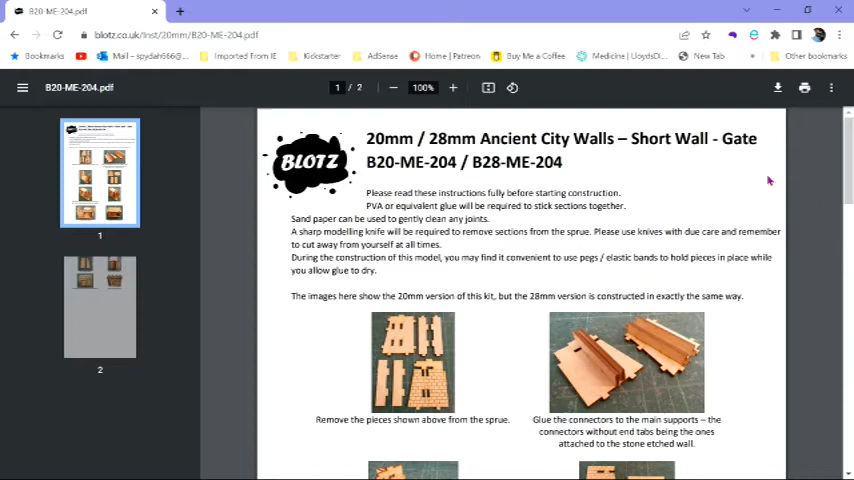 B20-ME-204.pdf
blotz.co.uk/Inst/20mm/B20-ME-204.pdf
Bookmarks
Mail – spydah666@...
Imported From IE
Kickstarter
AdSense
Home | Patreon
Buy Me a Coffee
Medicine | LloydsDi...
New Tab
Other bookmarks
B20-ME-204.pdf
1 / 2
100%
1
2
BLOTZ
20mm / 28mm Ancient City Walls – Short Wall - Gate
B20-ME-204 / B28-ME-204
Please read these instructions fully before starting construction.
PVA or equivalent glue will be required to stick sections together.
Sand paper can be used to gently clean any joints.
A sharp modelling knife will be required to remove sections from the sprue. Please use knives with due care and remember
to cut away from yourself at all times.
During the construction of this model, you may find it convenient to use pegs / elastic bands to hold pieces in place while
you allow glue to dry.
The images here show the 20mm version of this kit, but the 28mm version is constructed in exactly the same way.
Remove the pieces shown above from the sprue.
Glue the connectors to the main supports – the
connectors without end tabs being the ones
attached to the stone etched wall.